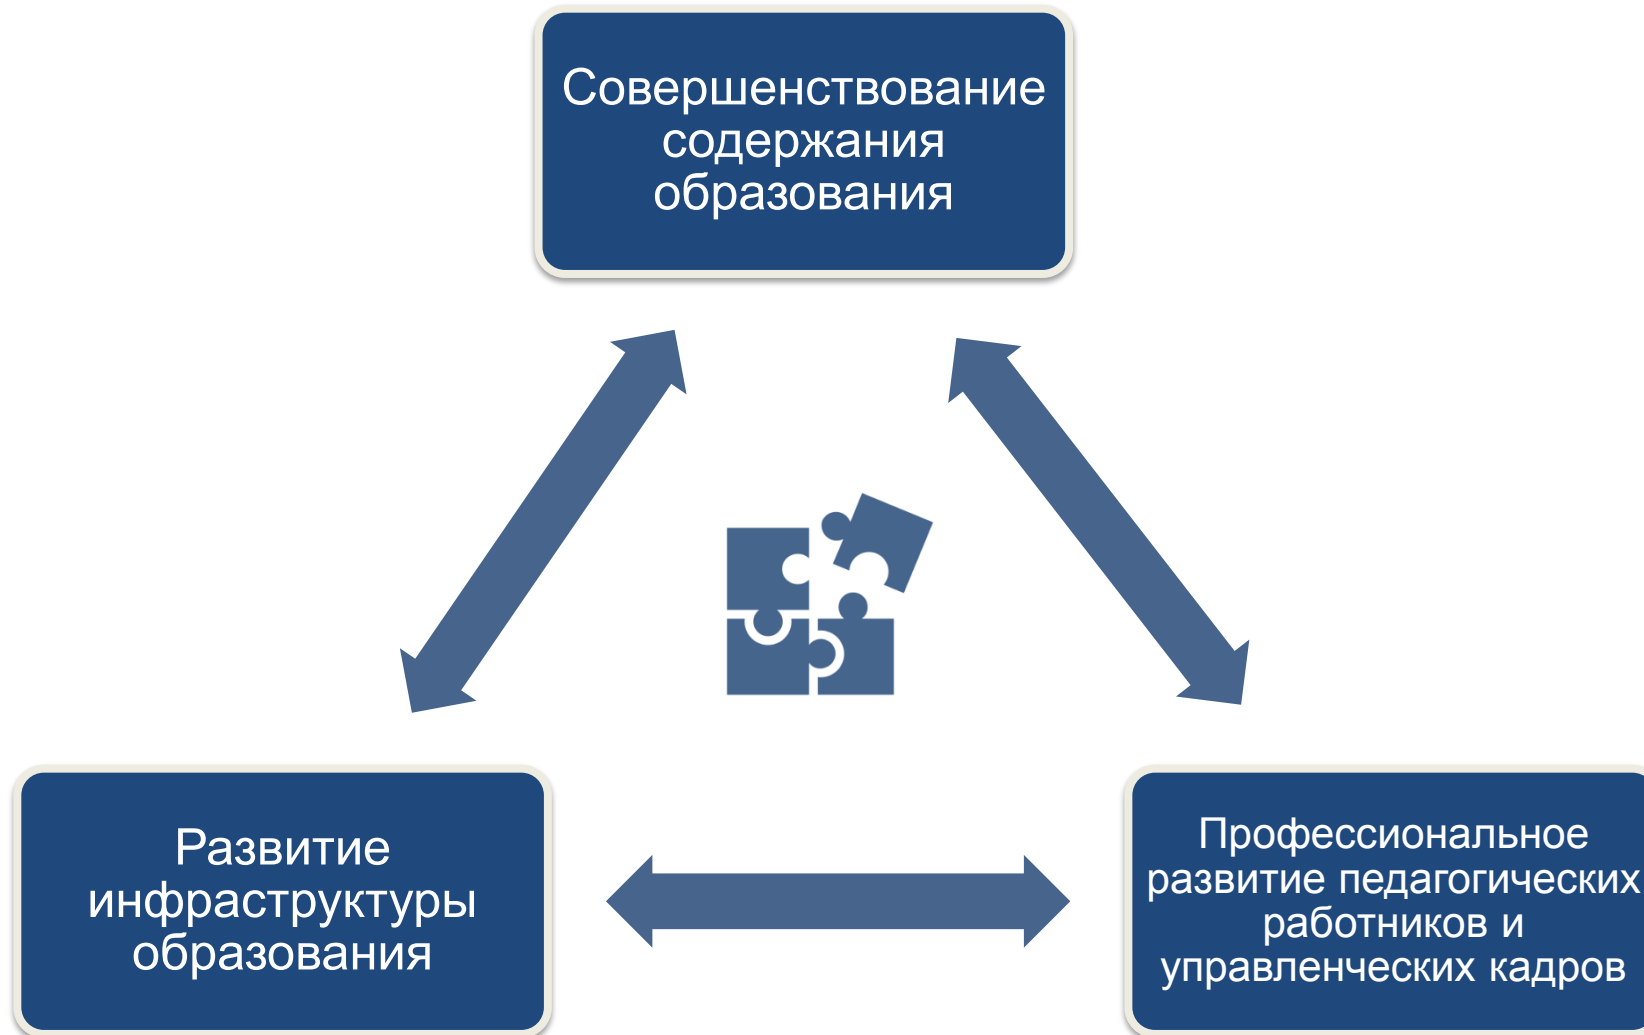 Совершенствование
содержания
образования
Развитие
инфраструктуры
образования
Профессиональное
развитие педагогических
работников и
управленческих кадров